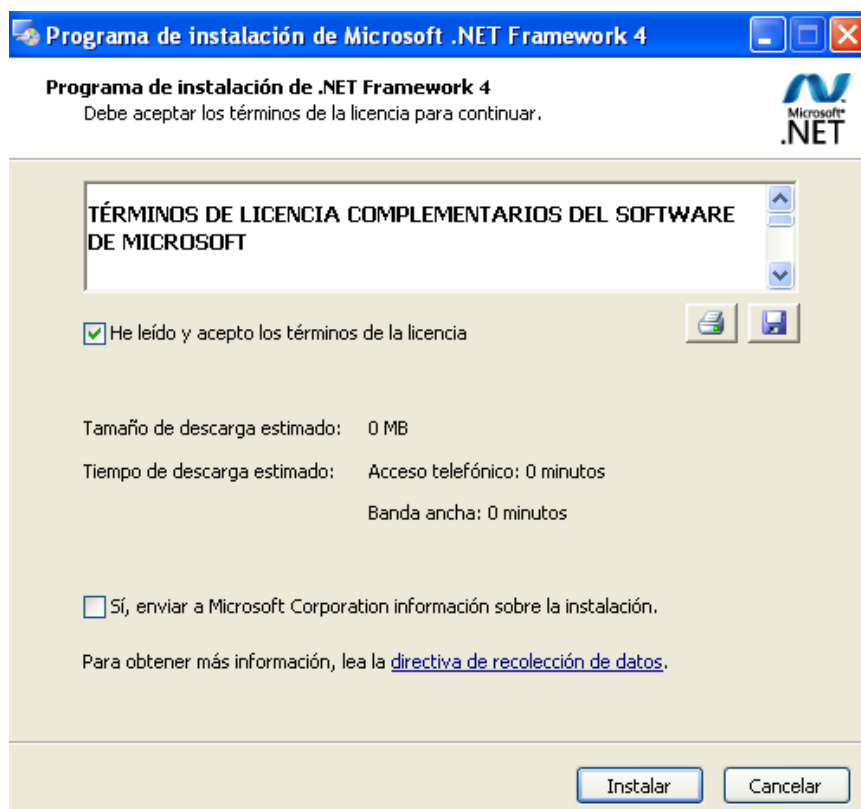 Programa de instalación de Microsoft .NET Framework 4
Programa de instalación de .NET Framework 4
Debe aceptar los términos de la licencia para continuar.
Microsoft®
.NET
TÉRMINOS DE LICENCIA COMPLEMENTARIOS DEL SOFTWARE
DE MICROSOFT
He leído y acepto los términos de la licencia
Tamaño de descarga estimado: 0 MB
Tiempo de descarga estimado: Acceso telefónico: 0 minutos
Banda ancha: 0 minutos
Sí, enviar a Microsoft Corporation información sobre la instalación.
Para obtener más información, lea la directiva de recolección de datos.
Instalar Cancelar